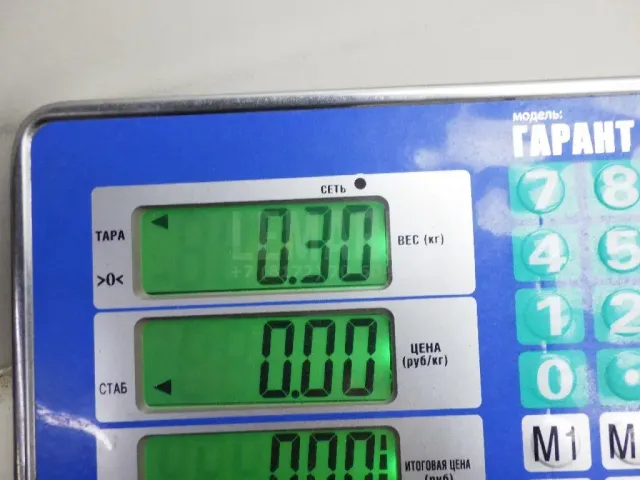 модель:
ГАРАНТ
СЕТЬ
ТАРА
>0<
0.30
ВЕС (кг)
СТАБ
0.00
ЦЕНА
(руб/кг)
0.00
ИТОГОВАЯ ЦЕНА
(руб)
7
8
4
5
1
2
0
.
M1
M